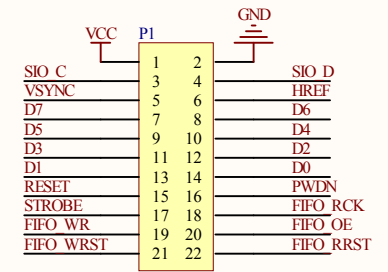 GND
VCC P1
1 2
SIO_C 3 4 SIO_D
VSYNC 5 6 HREF
D7 7 8 D6
D5 9 10 D4
D3 11 12 D2
D1 13 14 D0
RESET 15 16 PWDN
STROBE 17 18 FIFO_RCK
FIFO_WR 19 20 FIFO_OE
FIFO_WRST 21 22 FIFO_RRST